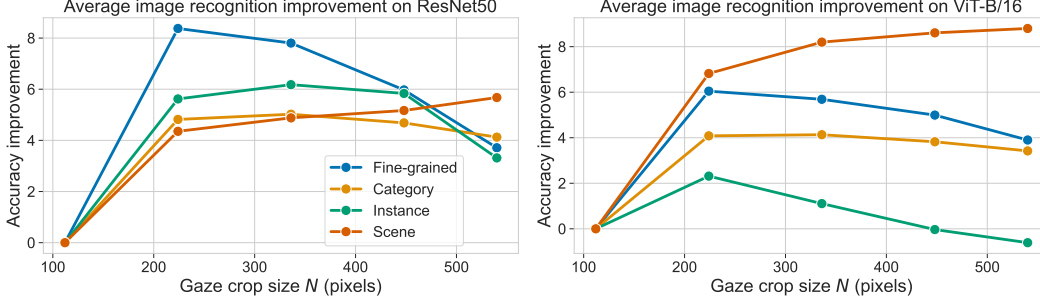 Average image recognition improvement on ResNet50
Accuracy improvement
8
6
4
2
0
100
200
300
400
500
Gaze crop size N (pixels)
Fine-grained
Category
Instance
Scene
Average image recognition improvement on ViT-B/16
Accuracy improvement
8
6
4
2
0
100
200
300
400
500
Gaze crop size N (pixels)